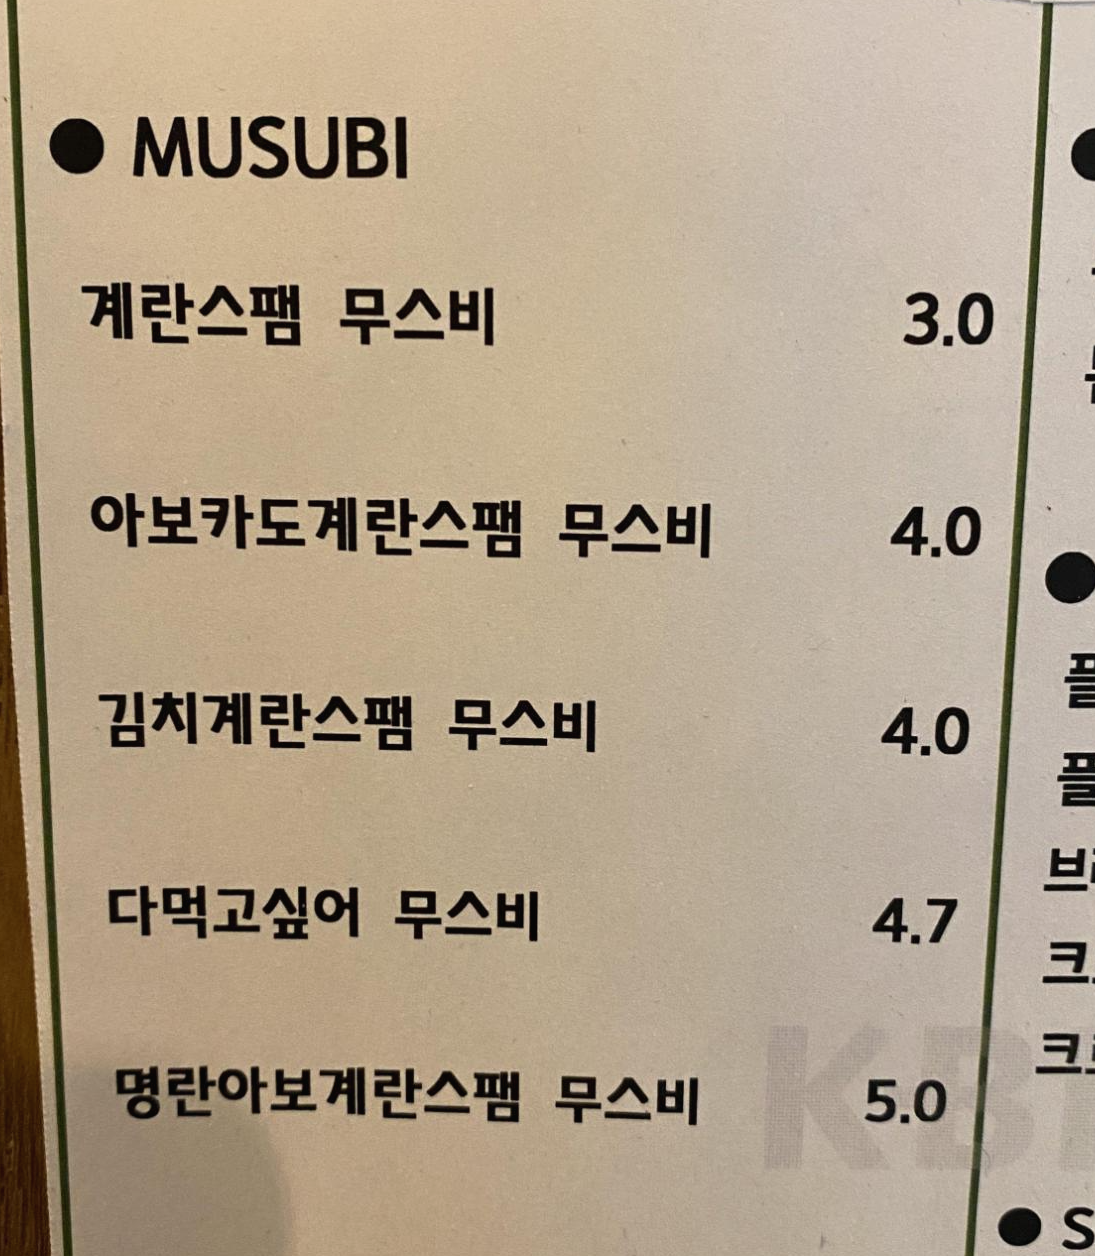 ● MUSUBI
계란스팸 무스비 3.0
아보카도계란스팸 무스비 4.0
김치계란스팸 무스비 4.0
다먹고싶어 무스비 4.7
명란아보계란스팸 무스비 5.0